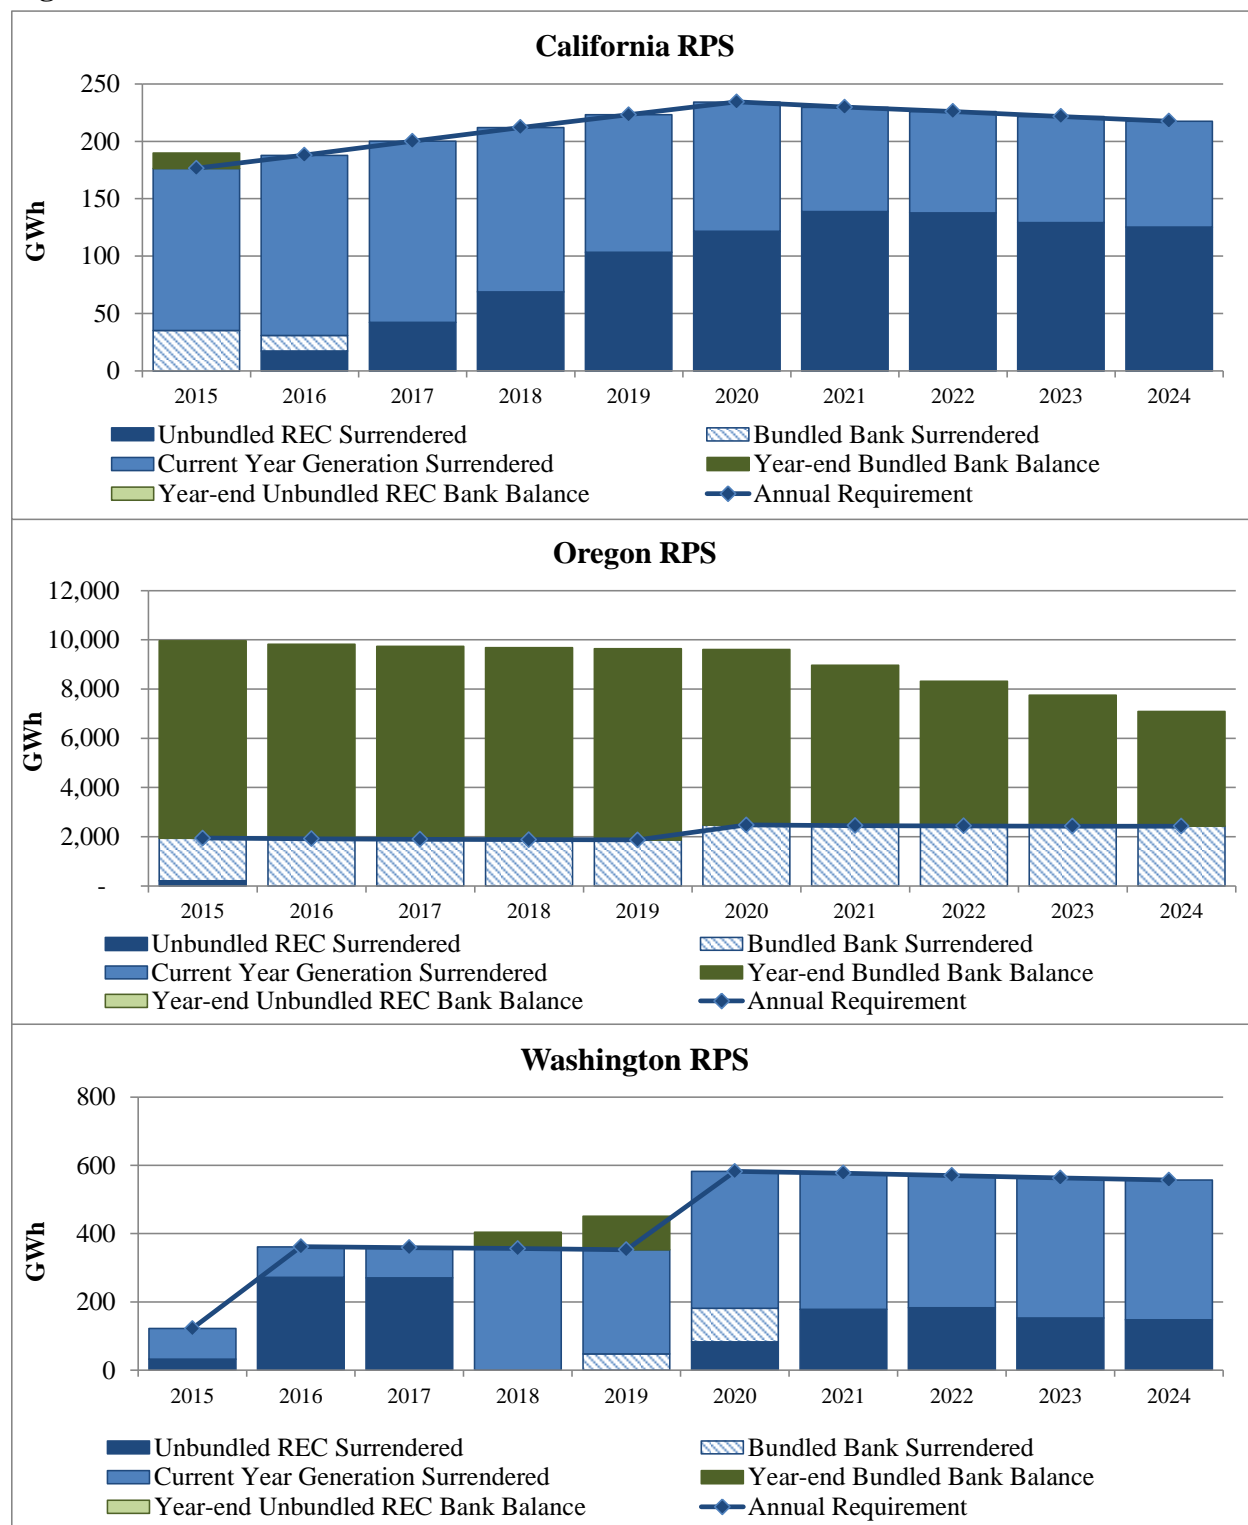 California RPS
250
200
150
100
50
0
GWh
2015 2016 2017 2018 2019 2020 2021 2022 2023 2024
Unbundled REC Surrendered Bundled Bank Surrendered
Current Year Generation Surrendered Year-end Bundled Bank Balance
Year-end Unbundled REC Bank Balance Annual Requirement
Oregon RPS
12,000
10,000
8,000
6,000
4,000
2,000
-
GWh
2015 2016 2017 2018 2019 2020 2021 2022 2023 2024
Unbundled REC Surrendered Bundled Bank Surrendered
Current Year Generation Surrendered Year-end Bundled Bank Balance
Year-end Unbundled REC Bank Balance Annual Requirement
Washington RPS
800
600
400
200
0
GWh
2015 2016 2017 2018 2019 2020 2021 2022 2023 2024
Unbundled REC Surrendered Bundled Bank Surrendered
Current Year Generation Surrendered Year-end Bundled Bank Balance
Year-end Unbundled REC Bank Balance Annual Requirement